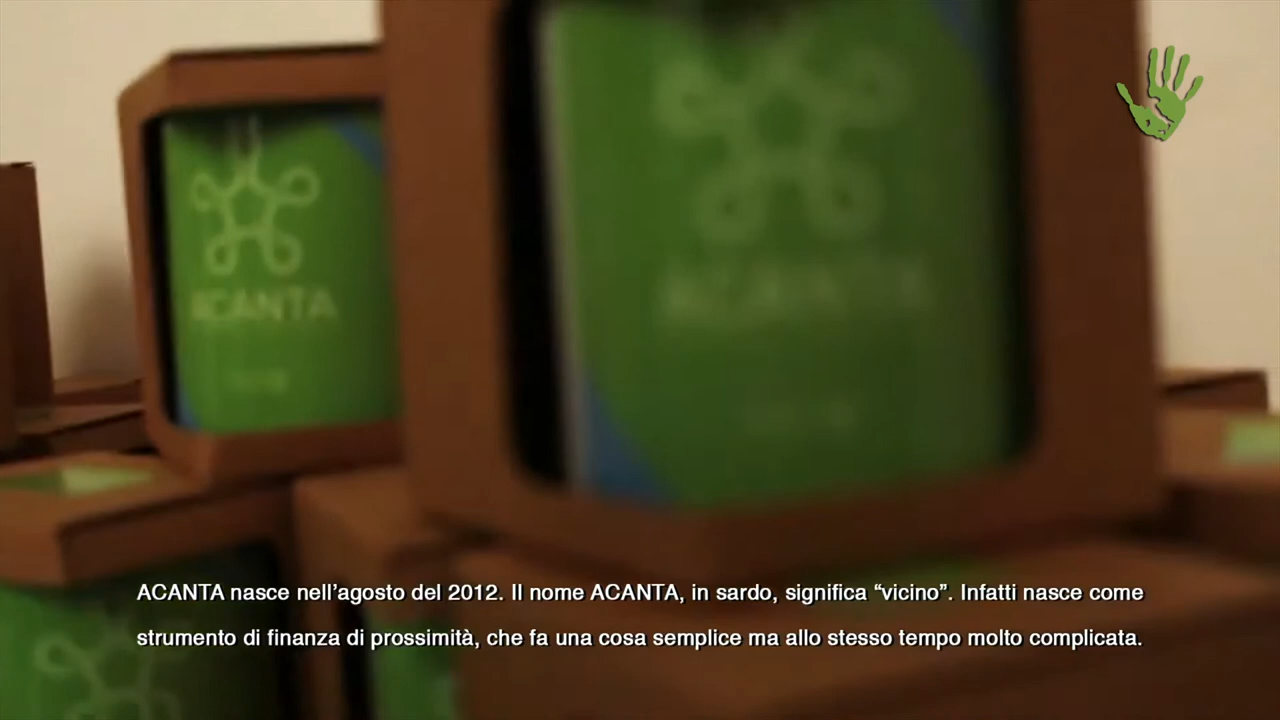 ACANTA
ACANTA nasce nell'agosto del 2012. Il nome ACANTA, in sardo, significa “vicino”. Infatti nasce come
strumento di finanza di prossimità, che fa una cosa semplice ma allo stesso tempo molto complicata.